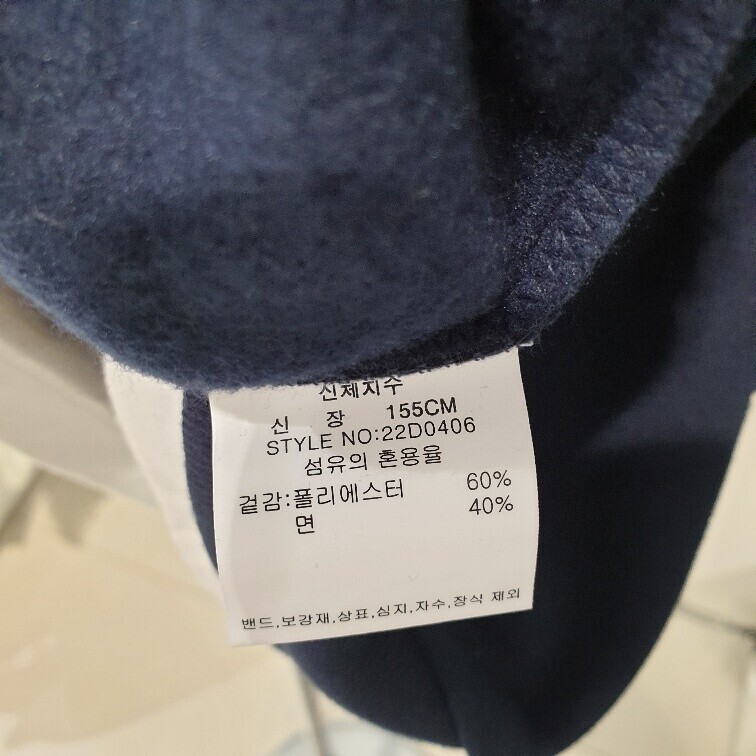 신체치수
신 장 155CM
STYLE NO:22D0406
섬유의 혼용율
겉감:폴리에스터 60%
면 40%
밴드,보강재,상표,심지,자수,장식 제외